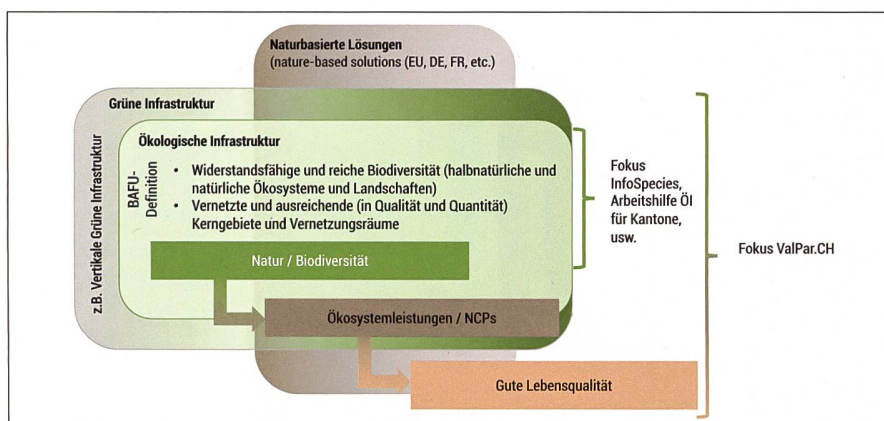 Naturbasierte Lösungen
(nature-based solutions (EU, DE, FR, etc.)
Grüne Infrastruktur
z.B. Vertikale Grüne Infrastruktur
Ökologische Infrastruktur
BAFU-
Definition
• Widerstandsfähige und reiche Biodiversität (halbnatürliche und
natürliche Ökosysteme und Landschaften)
• Vernetzte und ausreichende (in Qualität und Quantität)
Kerngebiete und Vernetzungsräume
Natur / Biodiversität
Ökosystemleistungen / NCPs
Gute Lebensqualität
Fokus
InfoSpecies,
Arbeitshilfe ÖI
für Kantone,
usw.
Fokus ValPar.CH